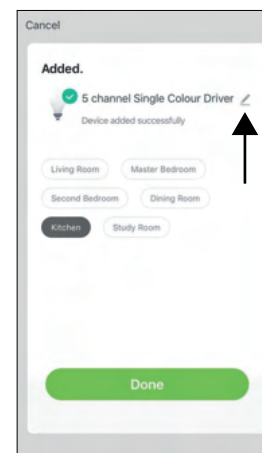 Cancel
Added.
5 channel Single Colour Driver
Device added successfully
Living Room Master Bedroom
Second Bedroom Dining Room
Kitchen Study Room
Done